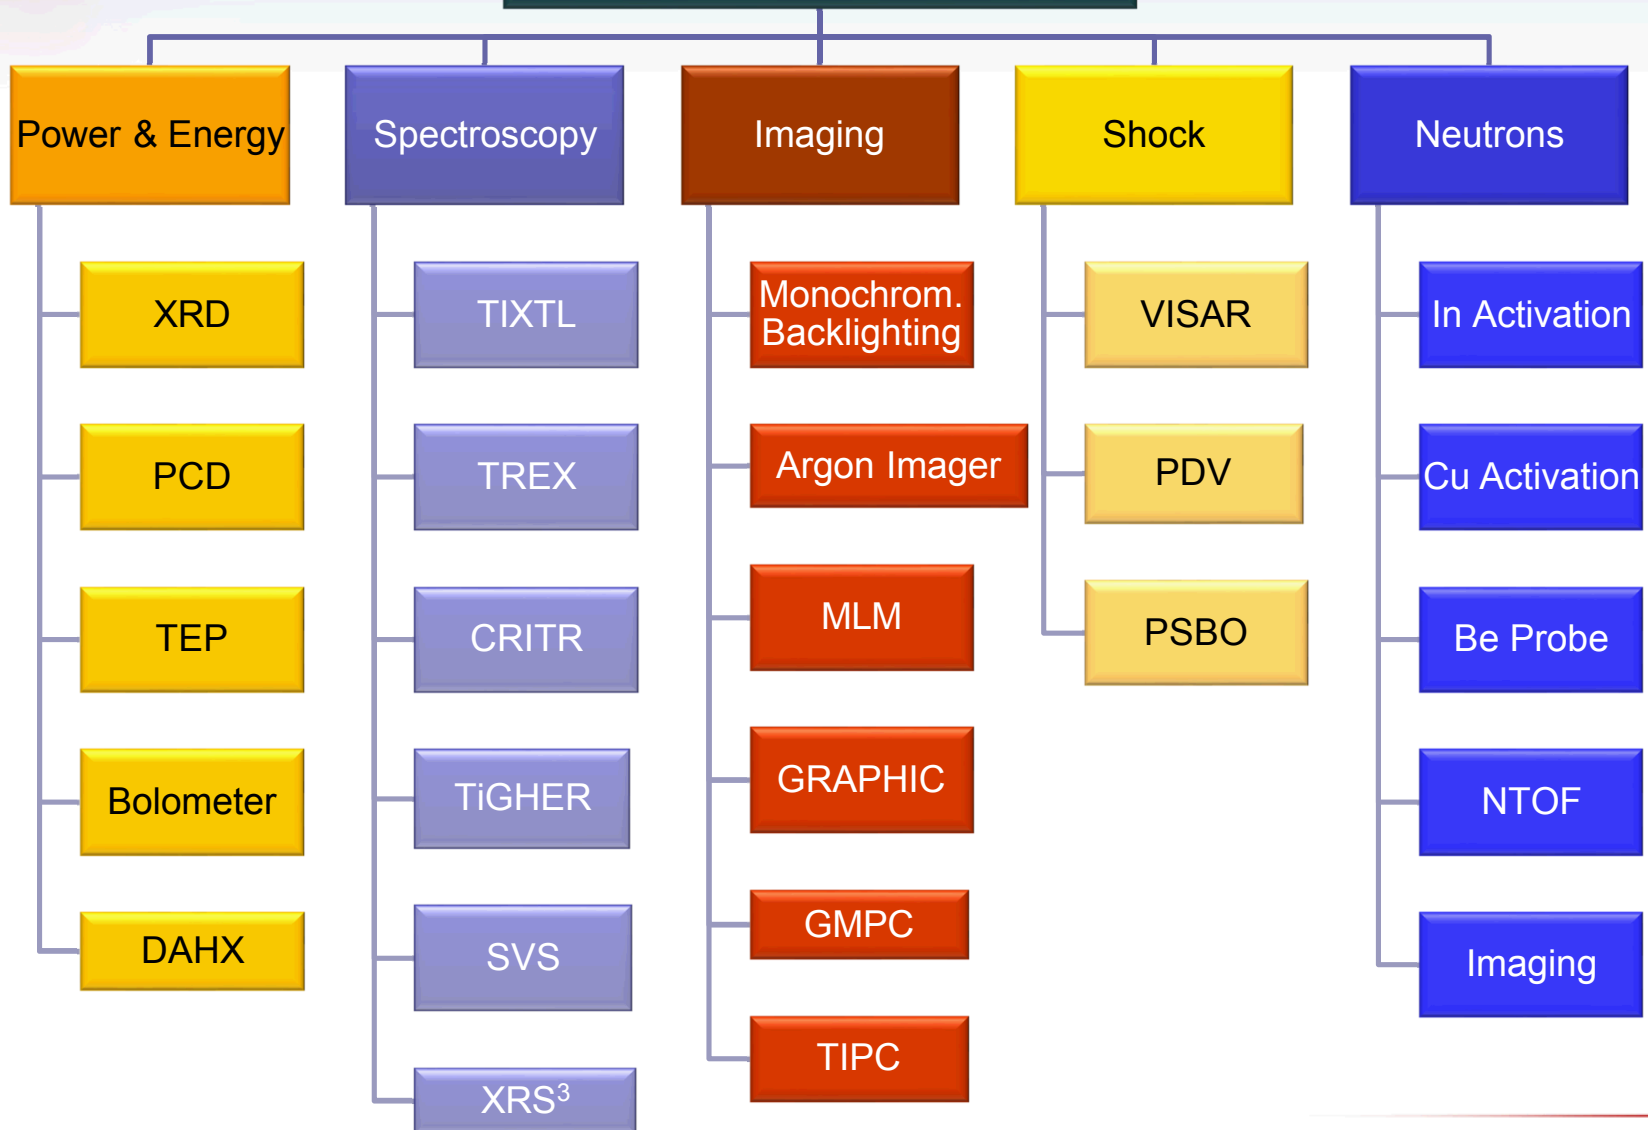 Power & Energy
Spectroscopy
Imaging
Shock
Neutrons
XRD
PCD
TEP
Bolometer
DAHX
TIXTL
TREX
CRITR
TiGHER
SVS
XRS³
Monochrom.
Backlighting
Argon Imager
MLM
GRAPHIC
GMPC
TIPC
VISAR
PDV
PSBO
In Activation
Cu Activation
Be Probe
NTOF
Imaging